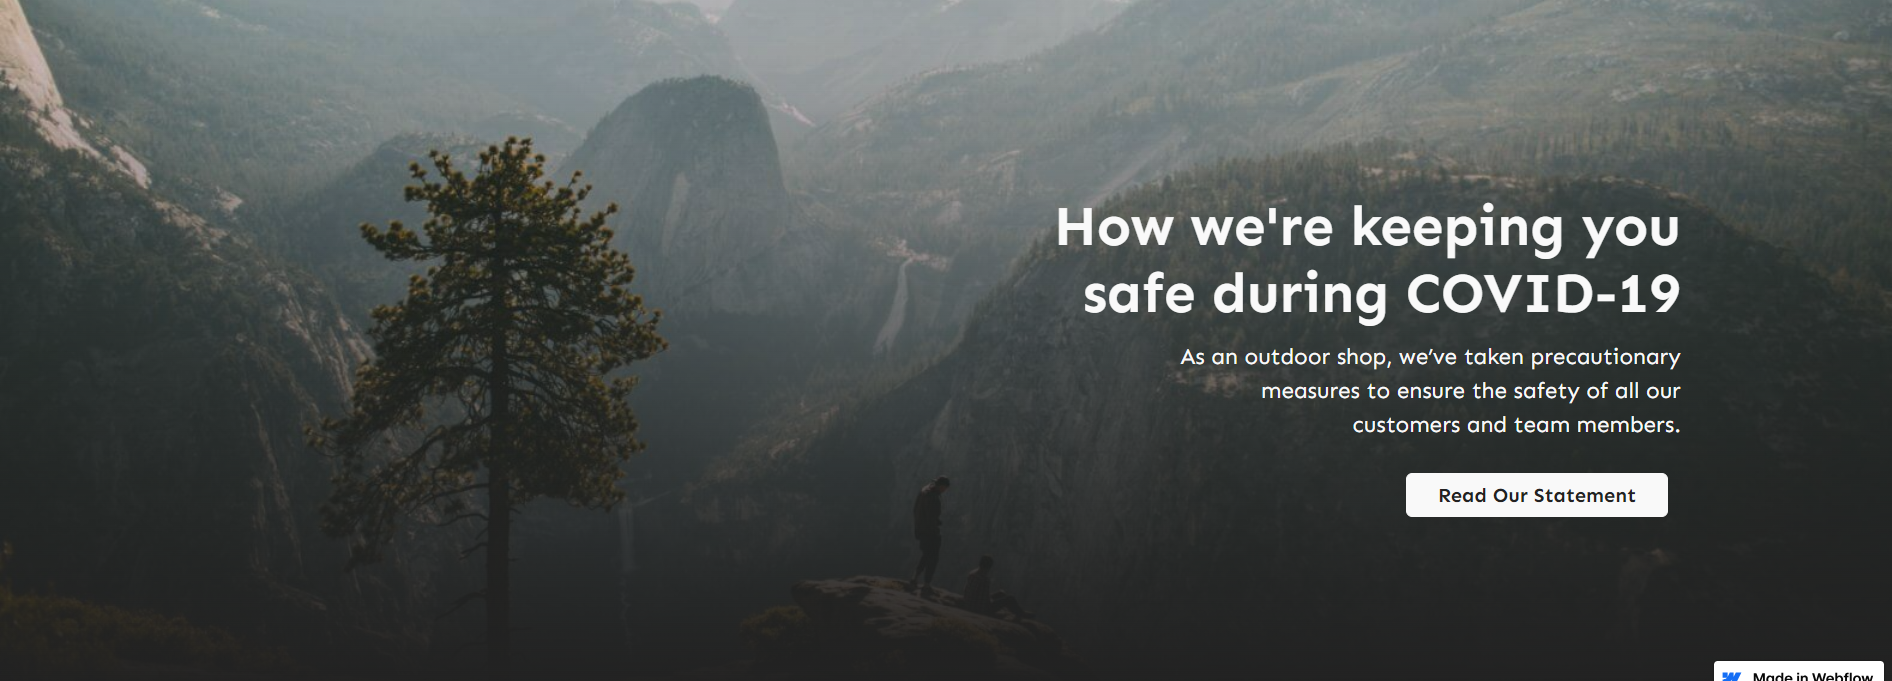 How we're keeping you
safe during COVID-19
As an outdoor shop, we’ve taken precautionary
measures to ensure the safety of all our
customers and team members.
Read Our Statement
Made in Webflow